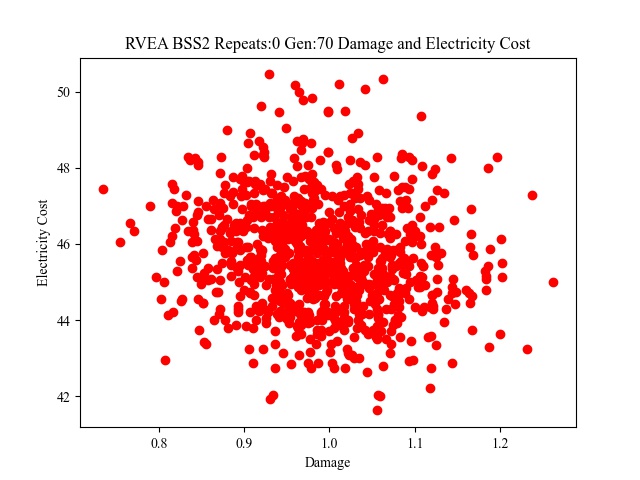 RVEA BSS2 Repeats:0 Gen:70 Damage and Electricity Cost
50
48
46
44
42
Electricity Cost
0.8 0.9 1.0 1.1 1.2
Damage